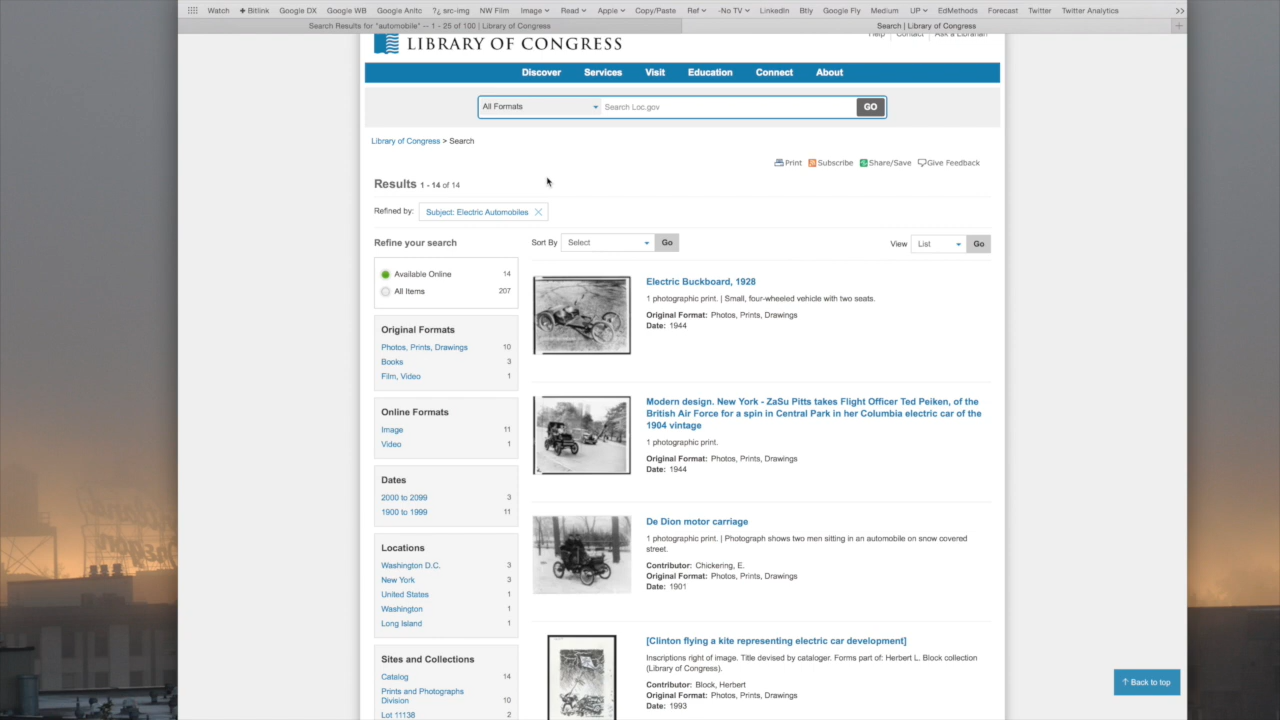 Watch
+ Bitlink
Google DX
Google WB
Google Anltc
?¿ src-img
NW Film
Image
Read
Apple
Copy/Paste
Ref
-No TV
LinkedIn
Btly
Google Fly
Medium
UP
EdMethods
Forecast
Twitter
Twitter Analytics
Search Results for "automobile" — 1 - 25 of 100 | Library of Congress
Search | Library of Congress
LIBRARY OF CONGRESS
Help
Contact
Ask a Librarian
Discover
Services
Visit
Education
Connect
About
All Formats
Search Loc.gov
GO
Library of Congress > Search
Print
Subscribe
Share/Save
Give Feedback
Results 1 - 14 of 14
Refined by:
Subject: Electric Automobiles
Refine your search
Sort By
Select
Go
View
List
Go
Available Online 14
All Items 207
Original Formats
Photos, Prints, Drawings 10
Books 3
Film, Video 1
Online Formats
Image 11
Video 1
Dates
2000 to 2099 3
1900 to 1999 11
Locations
Washington D.C. 3
New York 3
United States 1
Washington 1
Long Island 1
Sites and Collections
Catalog 14
Prints and Photographs
Division 10
Lot 11138 2
Electric Buckboard, 1928
1 photographic print. | Small, four-wheeled vehicle with two seats.
Original Format: Photos, Prints, Drawings
Date: 1944
Modern design. New York - ZaSu Pitts takes Flight Officer Ted Peiken, of the
British Air Force for a spin in Central Park in her Columbia electric car of the
1904 vintage
1 photographic print.
Original Format: Photos, Prints, Drawings
Date: 1944
De Dion motor carriage
1 photographic print. | Photograph shows two men sitting in an automobile on snow covered
street.
Contributor: Chickering, E.
Original Format: Photos, Prints, Drawings
Date: 1901
[Clinton flying a kite representing electric car development]
Inscriptions right of image. Title devised by cataloger. Forms part of: Herbert L. Block collection
(Library of Congress).
Contributor: Block, Herbert
Original Format: Photos, Prints, Drawings
Date: 1993
Back to top